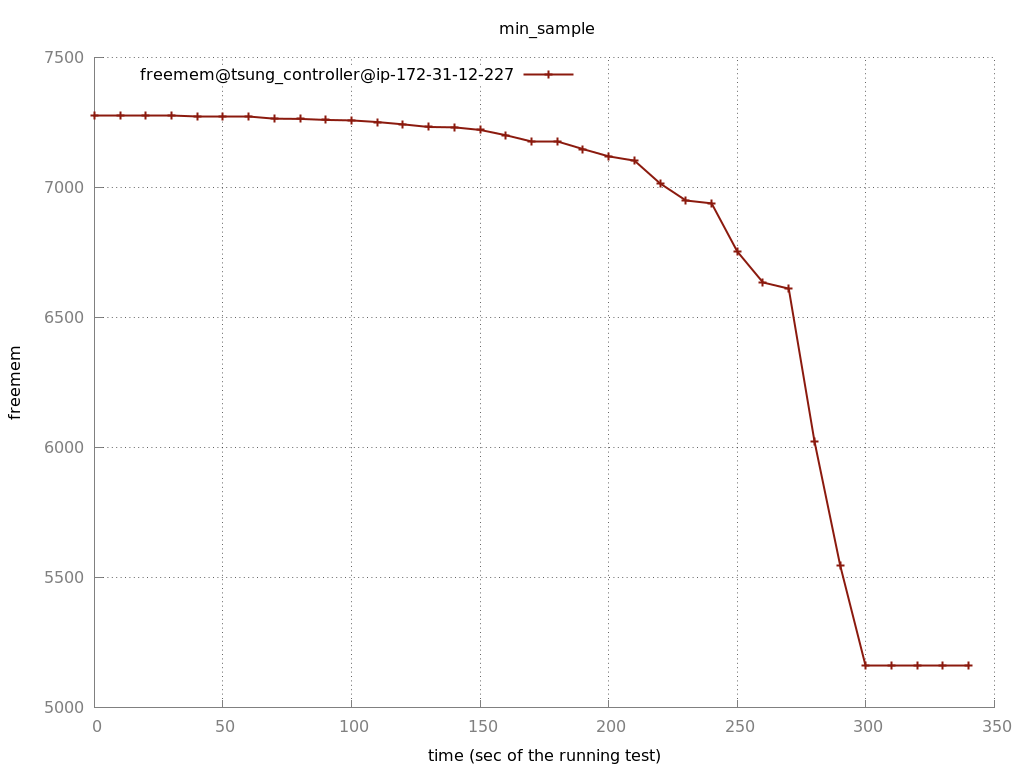 min_sample
7500
freemem@tsung_controller@ip-172-31-12-227
7000
6500
freemem
6000
5500
5000
0 50 100 150 200 250 300 350
time (sec of the running test)